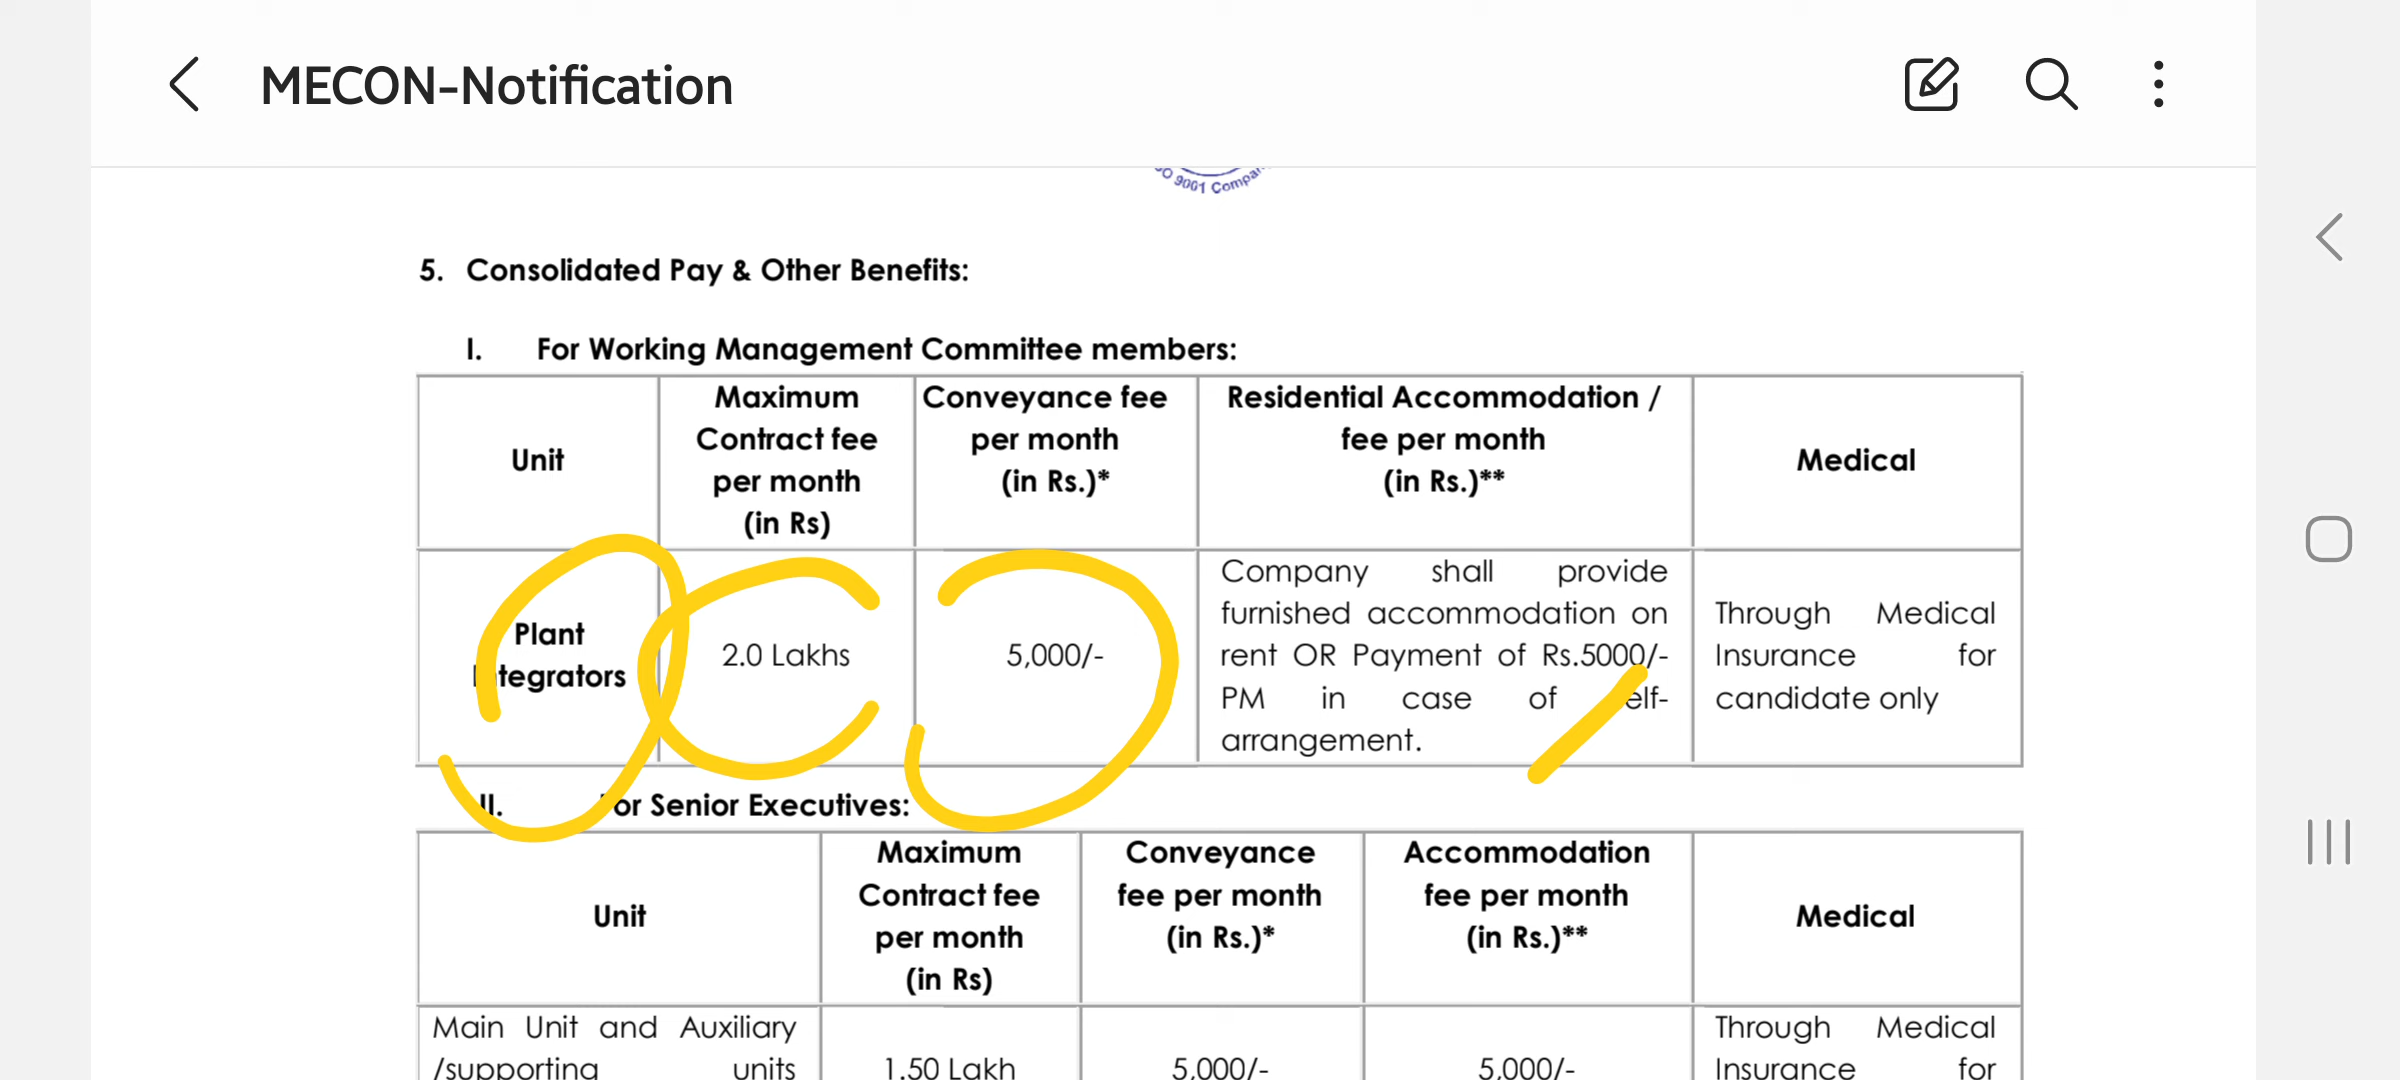 MECON-Notification
O 9001 Compa
5. Consolidated Pay & Other Benefits:
I. For Working Management Committee members:
Unit
Maximum
Contract fee
per month
(in Rs)
Conveyance fee
per month
(in Rs.)*
Residential Accommodation /
fee per month
(in Rs.)**
Medical
Plant
tegrators
2.0 Lakhs
5,000/-
Company shall provide
furnished accommodation on
rent OR Payment of Rs.5000/-
PM in case of elf-
arrangement.
Through Medical
Insurance for
candidate only
II. or Senior Executives:
Unit
Maximum
Contract fee
per month
(in Rs)
Conveyance
fee per month
(in Rs.)*
Accommodation
fee per month
(in Rs.)**
Medical
Main Unit and Auxiliary
/supporting units
1.50 Lakh
5,000/-
5,000/-
Through Medical
Insurance for